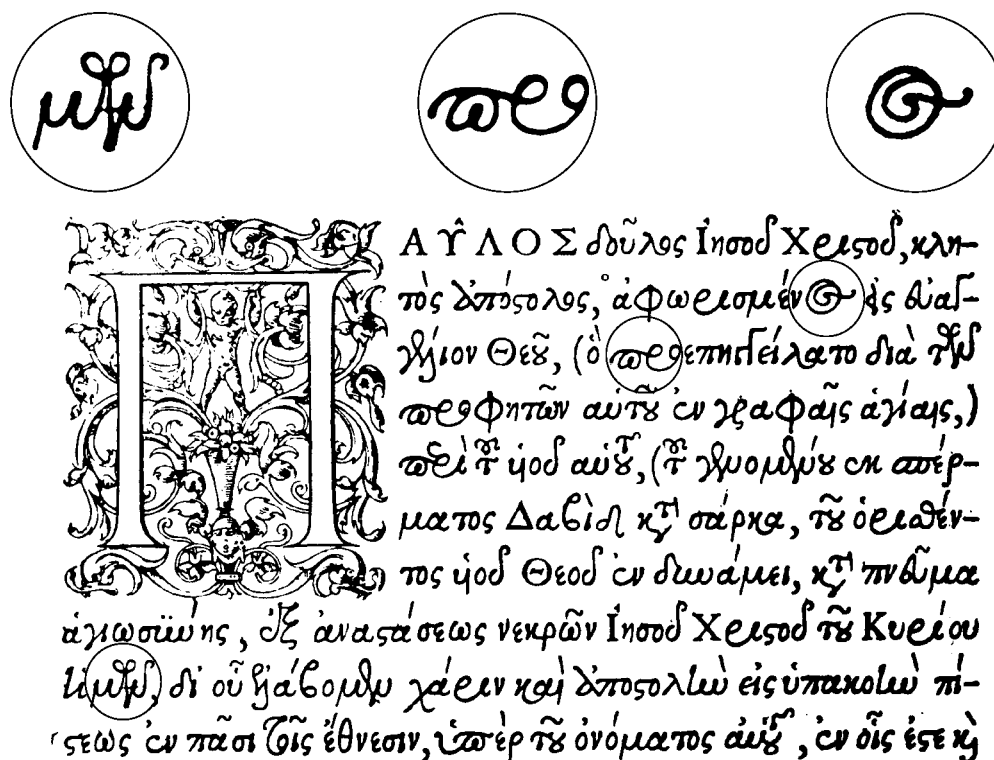 μῶν προ ος
ΠΑΥ͂ΛΟΣ δοῦλος Ἰησοῦ Χριστοῦ, κλη-
τὸς ἀπόστολος, ἀφωρισμένος εἰς εὐαγ-
γέλιον Θεοῦ, (ὃ προεπηγγείλατο διὰ τῶν
προφητῶν αὐτοῦ ἐν γραφαῖς ἁγίαις,)
περὶ τοῦ υἱοῦ αὐτοῦ, (τοῦ γενομένου ἐκ σπέρ-
ματος Δαβὶδ κατὰ σάρκα, τοῦ ὁρισθέν-
τος υἱοῦ Θεοῦ ἐν δυνάμει, κατὰ πνεῦμα
ἁγιωσύνης, ἐξ ἀναστάσεως νεκρῶν Ἰησοῦ Χριστοῦ τοῦ Κυρίου
ἡμῶν, δι' οὗ ἐλάβομεν χάριν καὶ ἀποστολὴν εἰς ὑπακοὴν πί-
στεως ἐν πᾶσι τοῖς ἔθνεσιν, ὑπὲρ τοῦ ὀνόματος αὐτοῦ, ἐν οἷς ἐστε καὶ